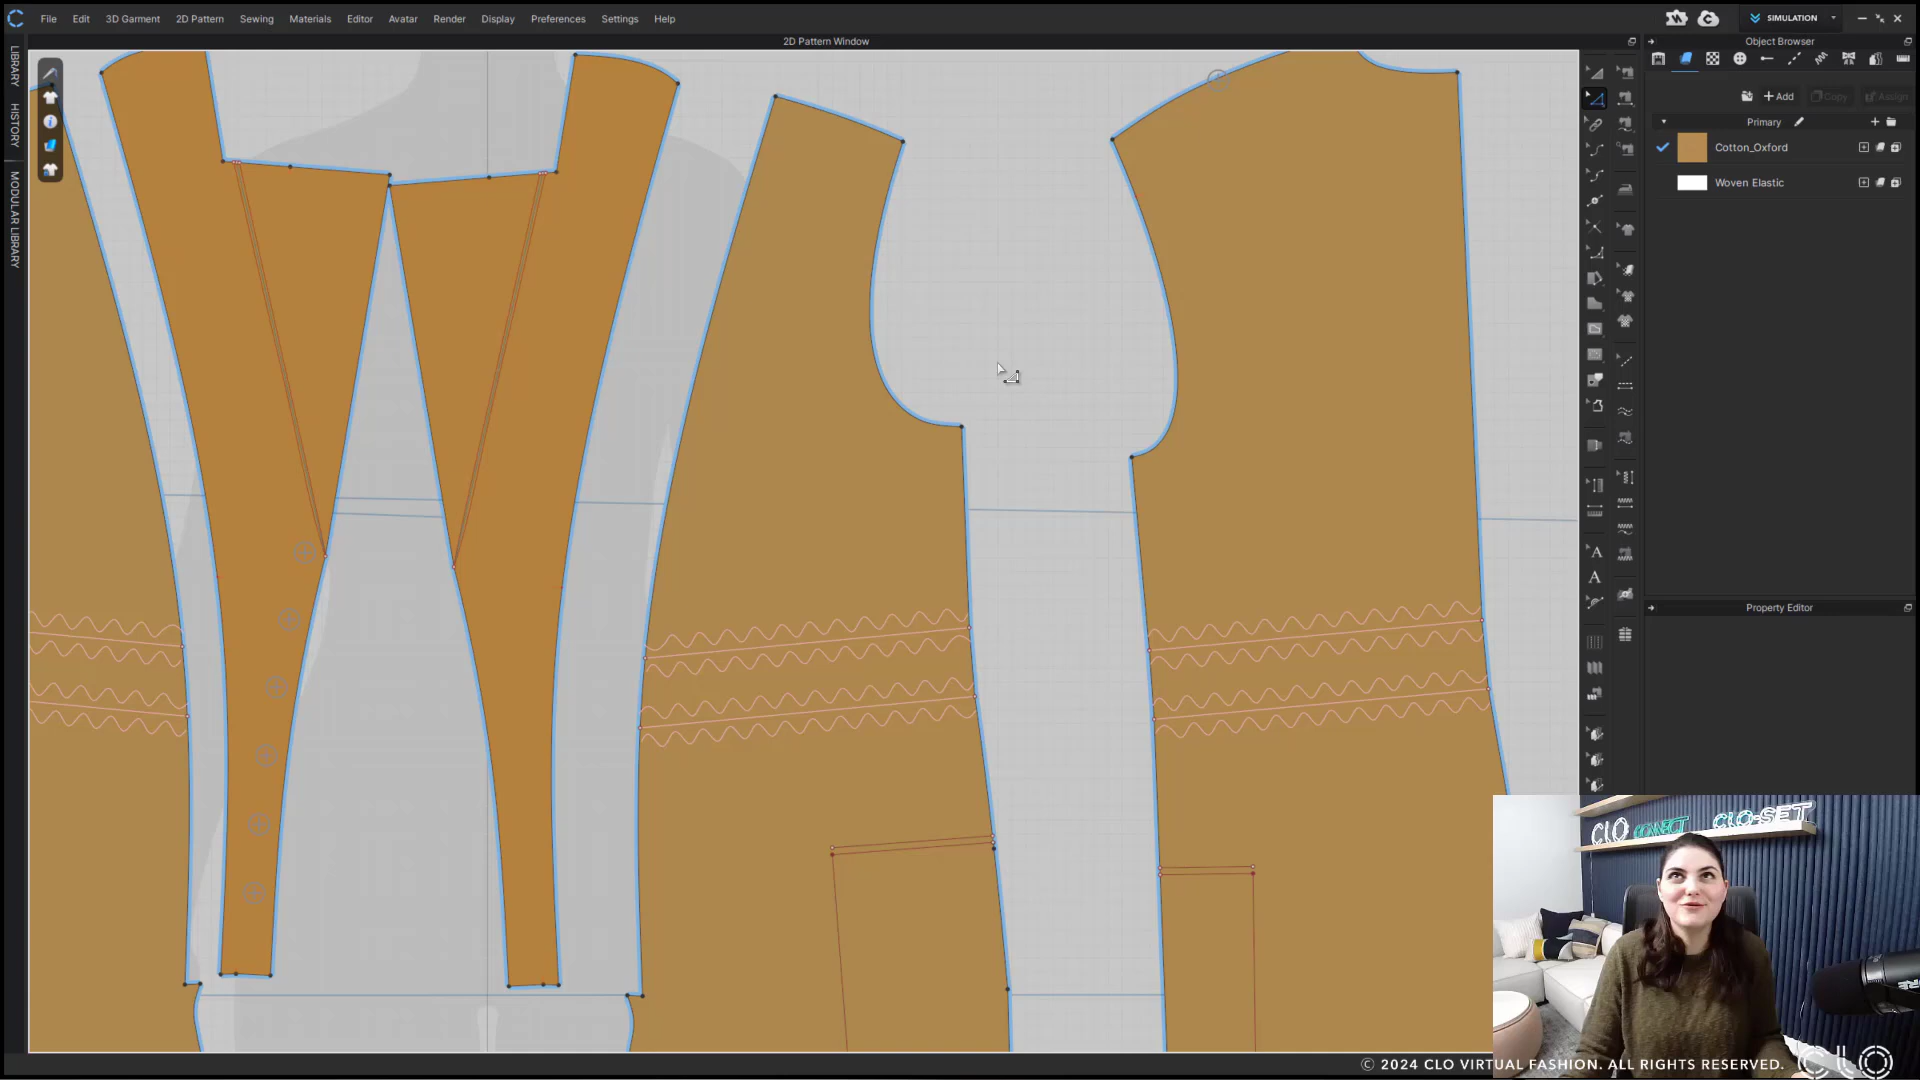 File Edit 3D Garment 2D Pattern Sewing Materials Editor Avatar Render Display Preferences Settings Help
SIMULATION
2D Pattern Window
Object Browser
LIBRARY
HISTORY
MODULAR LIBRARY
+ Add Copy Assign
Primary
Cotton_Oxford
Woven Elastic
A
A
Property Editor
CLO CONNECT CLO-SET
© 2024 CLO VIRTUAL FASHION. ALL RIGHTS RESERVED.
CLO